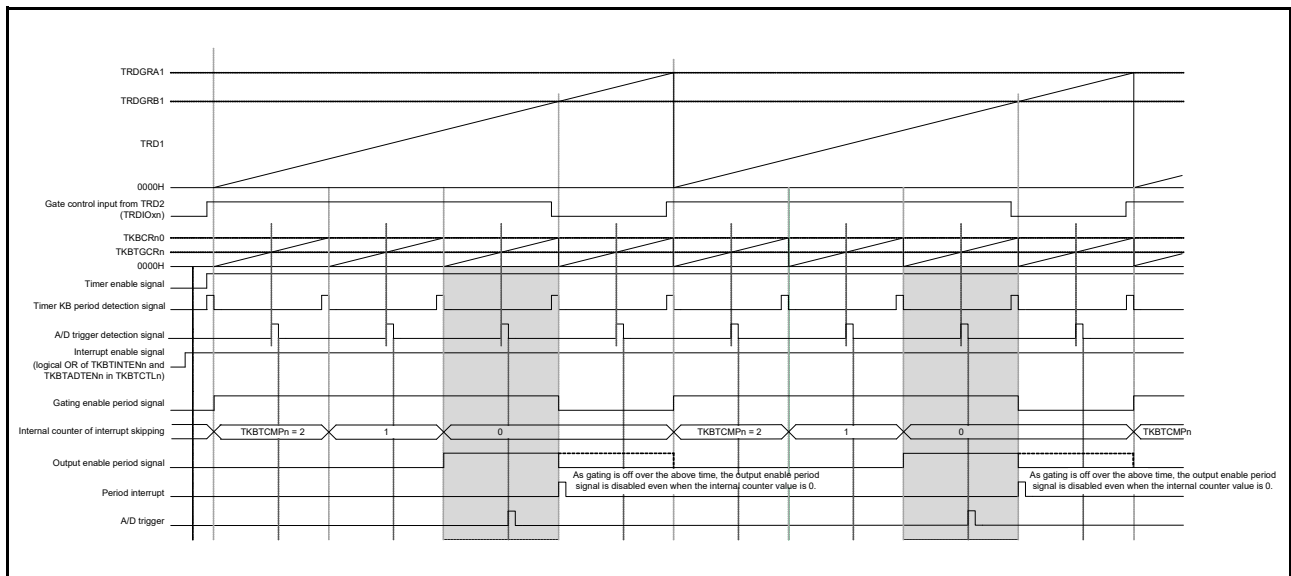 TRDGRA1
TRDGRB1
TRD1
0000H
Gate control input from TRD2
(TRDIOxn)
TKBCRn0
TKBTGCRn
0000H
Timer enable signal
Timer KB period detection signal
A/D trigger detection signal
Interrupt enable signal
(logical OR of TKBTINTENn and
TKBTADTENn in TKBTCTLn)
Gating enable period signal
Internal counter of interrupt skipping
TKBTCMPn = 2
1
0
TKBTCMPn = 2
1
0
TKBTCMPn
Output enable period signal
As gating is off over the above time, the output enable period
signal is disabled even when the internal counter value is 0.
As gating is off over the above time, the output enable period
signal is disabled even when the internal counter value is 0.
Period interrupt
A/D trigger